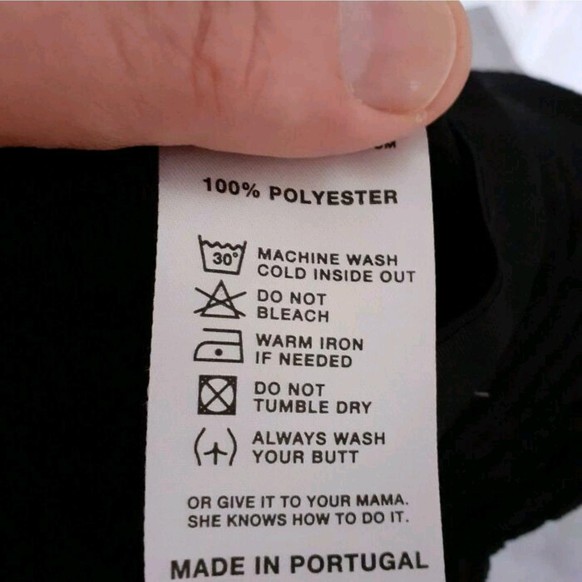 100% POLYESTER
30°
MACHINE WASH
COLD INSIDE OUT
DO NOT
BLEACH
WARM IRON
IF NEEDED
DO NOT
TUMBLE DRY
ALWAYS WASH
YOUR BUTT
OR GIVE IT TO YOUR MAMA.
SHE KNOWS HOW TO DO IT.
MADE IN PORTUGAL